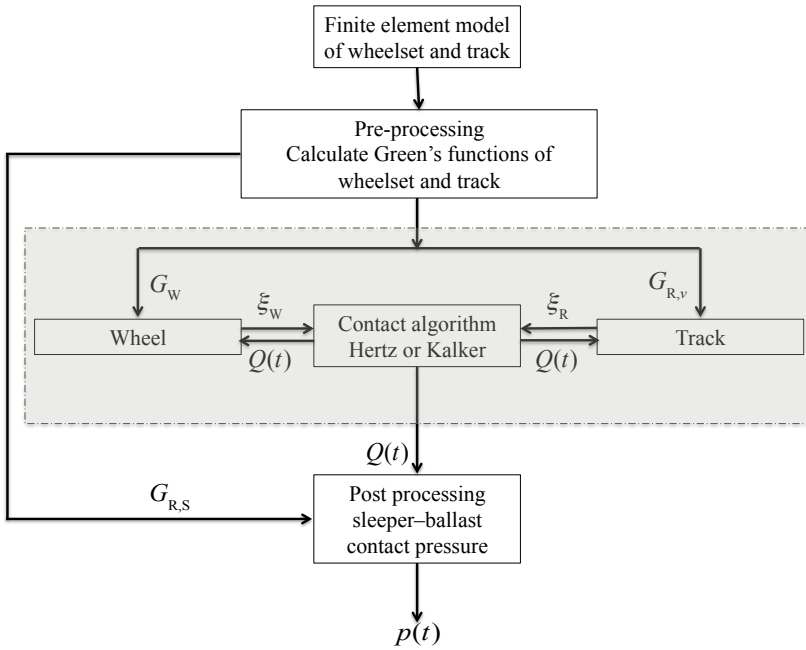 Finite element model
of wheelset and track
Pre-processing
Calculate Green's functions of
wheelset and track
G_W
G_R,v
ξ_W
ξ_R
Wheel
Contact algorithm
Hertz or Kalker
Track
Q(t)
Q(t)
Q(t)
G_R,S
Post processing
sleeper–ballast
contact pressure
p(t)